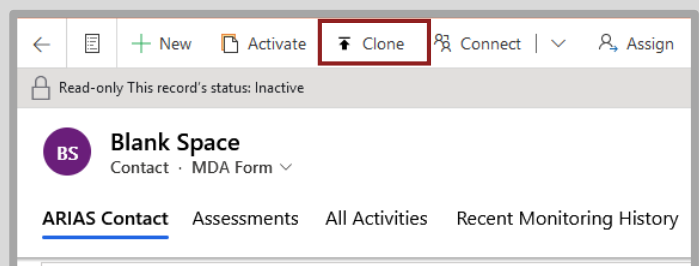 New Activate Clone Connect Assign
Read-only This record's status: Inactive
BS
Blank Space
Contact · MDA Form
ARIAS Contact Assessments All Activities Recent Monitoring History